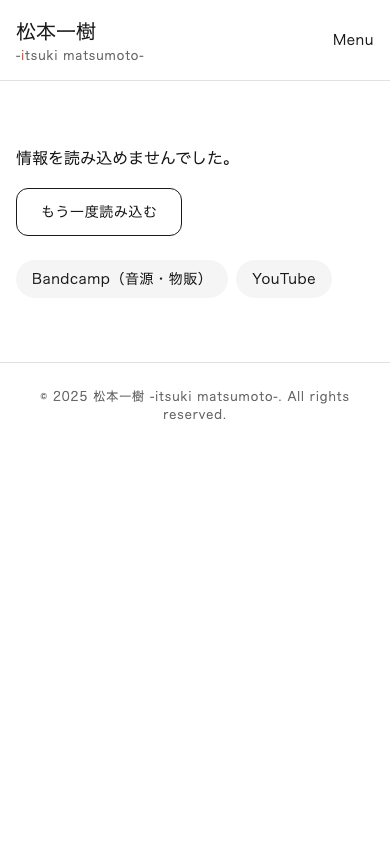 松本一樹
-itsuki matsumoto-
Menu
情報を読み込めませんでした。
もう一度読み込む
Bandcamp（音源・物販）
YouTube
© 2025 松本一樹 -itsuki matsumoto-. All rights
reserved.